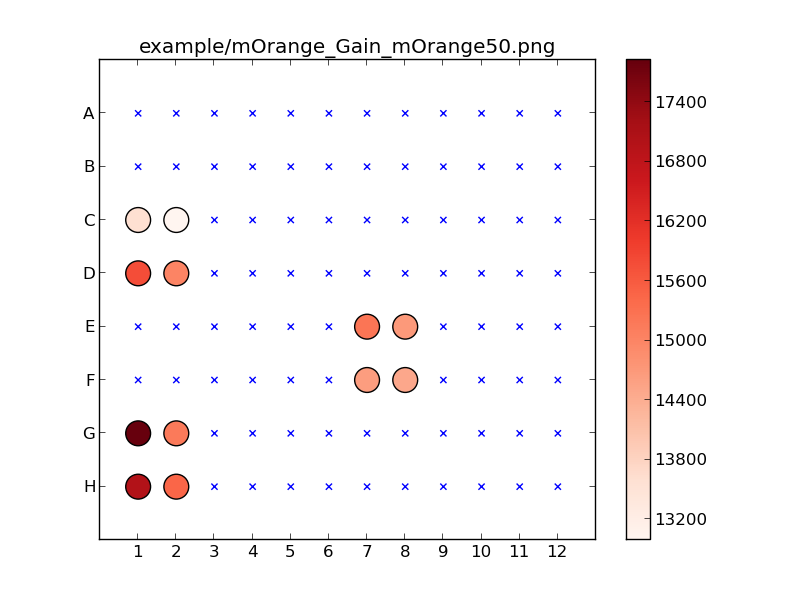 example/mOrange_Gain_mOrange50.png
A
B
C
D
E
F
G
H
1 2 3 4 5 6 7 8 9 10 11 12
17400
16800
16200
15600
15000
14400
13800
13200